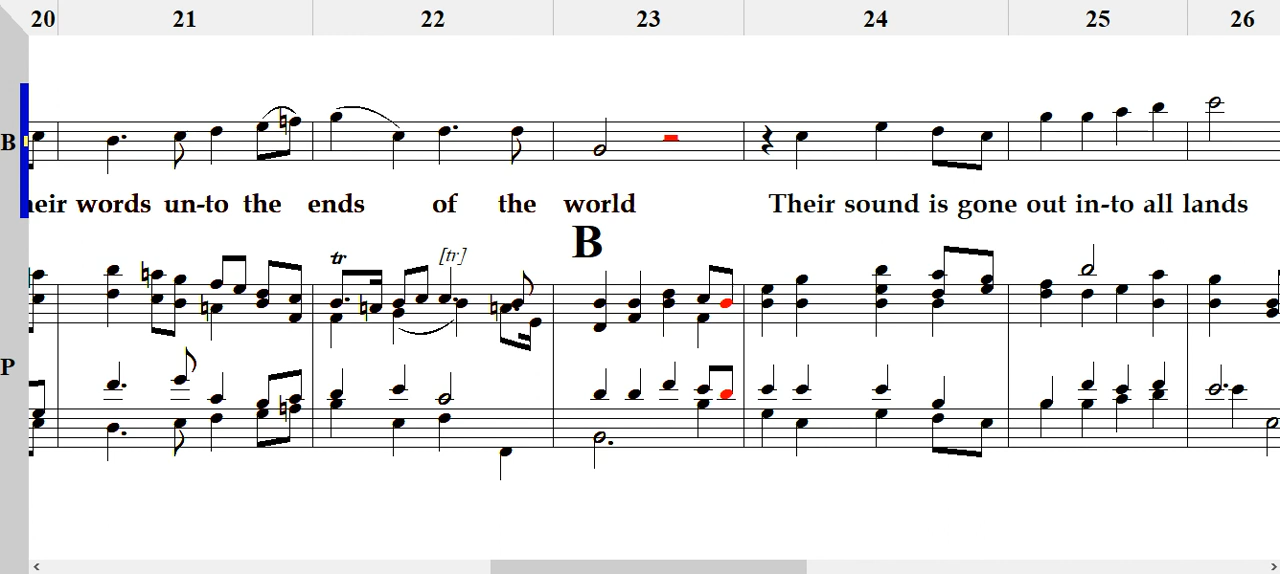 20 21 22 23 24 25 26
B
heir words un-to the ends of the world Their sound is gone out in-to all lands
B
tr [tr]
P